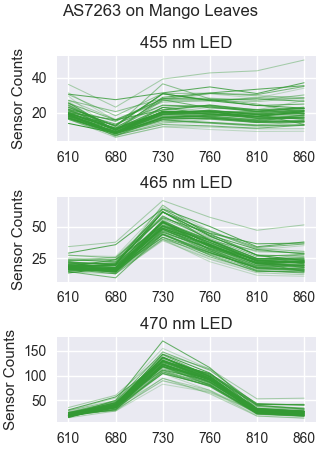 AS7263 on Mango Leaves
455 nm LED
Sensor Counts
40
20
610 680 730 760 810 860
465 nm LED
Sensor Counts
50
25
610 680 730 760 810 860
470 nm LED
Sensor Counts
150
100
50
610 680 730 760 810 860